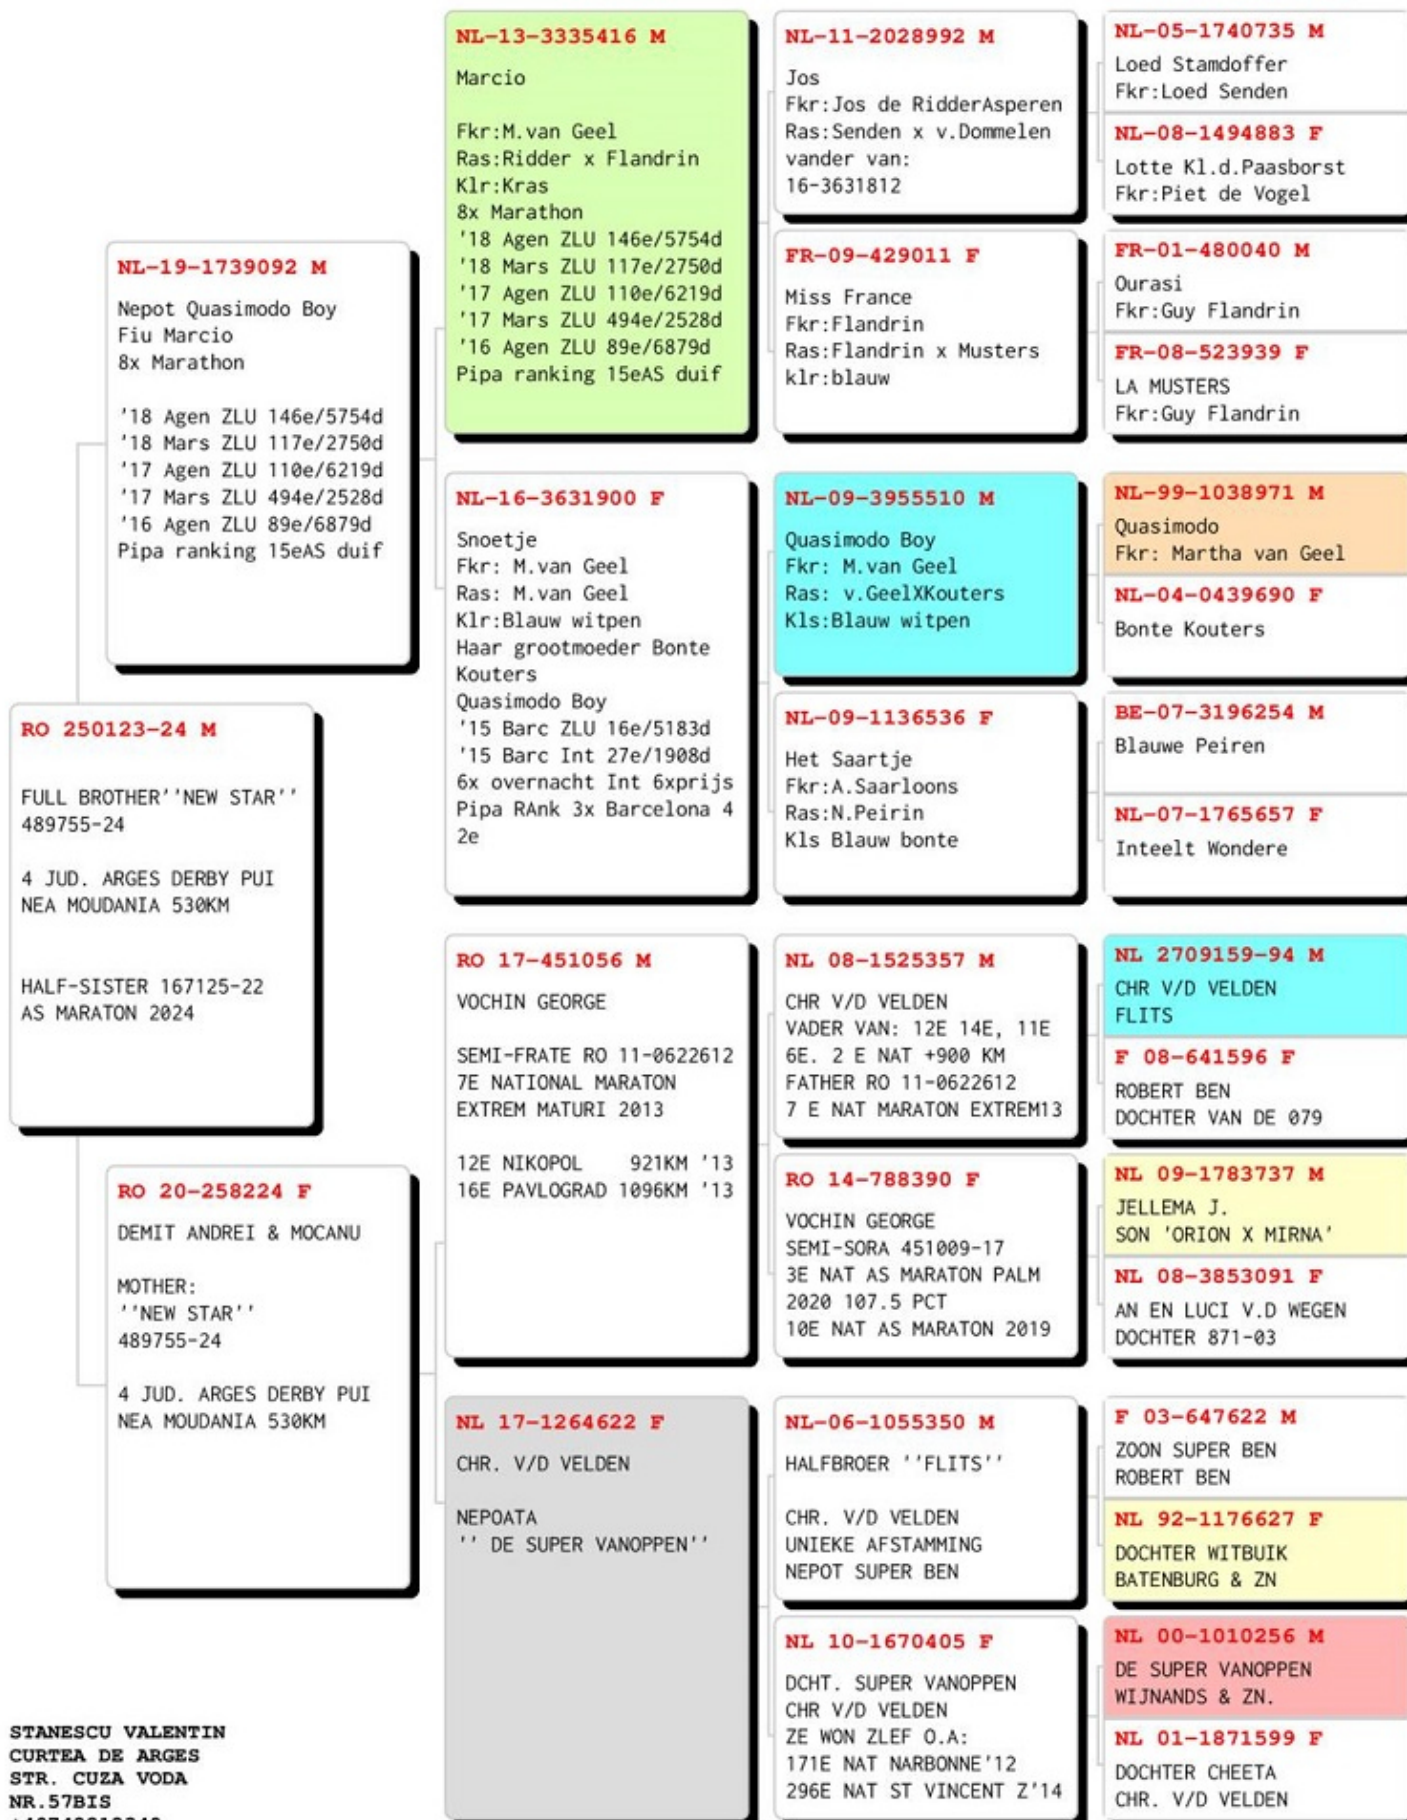 RO 250123-24 M
FULL BROTHER''NEW STAR''
489755-24
4 JUD. ARGES DERBY PUI
NEA MOUDANIA 530KM
HALF-SISTER 167125-22
AS MARATON 2024
NL-19-1739092 M
Nepot Quasimodo Boy
Fiu Marcio
8x Marathon
'18 Agen ZLU 146e/5754d
'18 Mars ZLU 117e/2750d
'17 Agen ZLU 110e/6219d
'17 Mars ZLU 494e/2528d
'16 Agen ZLU 89e/6879d
Pipa ranking 15eAS duif
RO 20-258224 F
DEMIT ANDREI & MOCANU
MOTHER:
''NEW STAR''
489755-24
4 JUD. ARGES DERBY PUI
NEA MOUDANIA 530KM
NL-13-3335416 M
Marcio
Fkr:M.van Geel
Ras:Ridder x Flandrin
Klr:Kras
8x Marathon
'18 Agen ZLU 146e/5754d
'18 Mars ZLU 117e/2750d
'17 Agen ZLU 110e/6219d
'17 Mars ZLU 494e/2528d
'16 Agen ZLU 89e/6879d
Pipa ranking 15eAS duif
NL-16-3631900 F
Snoetje
Fkr: M.van Geel
Ras: M.van Geel
Klr:Blauw witpen
Haar grootmoeder Bonte
Kouters
Quasimodo Boy
'15 Barc ZLU 16e/5183d
'15 Barc Int 27e/1908d
6x overnacht Int 6xprijs
Pipa RAnk 3x Barcelona 4
2e
RO 17-451056 M
VOCHIN GEORGE
SEMI-FRATE RO 11-0622612
7E NATIONAL MARATON
EXTREM MATURI 2013
12E NIKOPOL 921KM '13
16E PAVLOGRAD 1096KM '13
NL 17-1264622 F
CHR. V/D VELDEN
NEPOATA
'' DE SUPER VANOPPEN''
NL-11-2028992 M
Jos
Fkr:Jos de RidderAsperen
Ras:Senden x v.Dommelen
vander van:
16-3631812
FR-09-429011 F
Miss France
Fkr:Flandrin
Ras:Flandrin x Musters
klr:blauw
NL-09-3955510 M
Quasimodo Boy
Fkr: M.van Geel
Ras: v.GeelXKouters
Kls:Blauw witpen
NL-09-1136536 F
Het Saartje
Fkr:A.Saarloons
Ras:N.Peirin
Kls Blauw bonte
NL 08-1525357 M
CHR V/D VELDEN
VADER VAN: 12E 14E, 11E
6E. 2 E NAT +900 KM
FATHER RO 11-0622612
7 E NAT MARATON EXTREM13
RO 14-788390 F
VOCHIN GEORGE
SEMI-SORA 451009-17
3E NAT AS MARATON PALM
2020 107.5 PCT
10E NAT AS MARATON 2019
NL-06-1055350 M
HALFBROER ''FLITS''
CHR. V/D VELDEN
UNIEKE AFSTAMMING
NEPOT SUPER BEN
NL 10-1670405 F
DCHT. SUPER VANOPPEN
CHR V/D VELDEN
ZE WON ZLEF O.A:
171E NAT NARBONNE'12
296E NAT ST VINCENT Z'14
NL-05-1740735 M
Loed Stamdoffer
Fkr:Loed Senden
NL-08-1494883 F
Lotte Kl.d.Paasborst
Fkr:Piet de Vogel
FR-01-480040 M
Ourasi
Fkr:Guy Flandrin
FR-08-523939 F
LA MUSTERS
Fkr:Guy Flandrin
NL-99-1038971 M
Quasimodo
Fkr: Martha van Geel
NL-04-0439690 F
Bonte Kouters
BE-07-3196254 M
Blauwe Peiren
NL-07-1765657 F
Inteelt Wondere
NL 2709159-94 M
CHR V/D VELDEN
FLITS
F 08-641596 F
ROBERT BEN
DOCHTER VAN DE 079
NL 09-1783737 M
JELLEMA J.
SON 'ORION X MIRNA'
NL 08-3853091 F
AN EN LUCI V.D WEGEN
DOCHTER 871-03
F 03-647622 M
ZOON SUPER BEN
ROBERT BEN
NL 92-1176627 F
DOCHTER WITBUIK
BATENBURG & ZN
NL 00-1010256 M
DE SUPER VANOPPEN
WIJNANDS & ZN.
NL 01-1871599 F
DOCHTER CHEETA
CHR. V/D VELDEN
STANESCU VALENTIN
CURTEA DE ARGES
STR. CUZA VODA
NR.57BIS